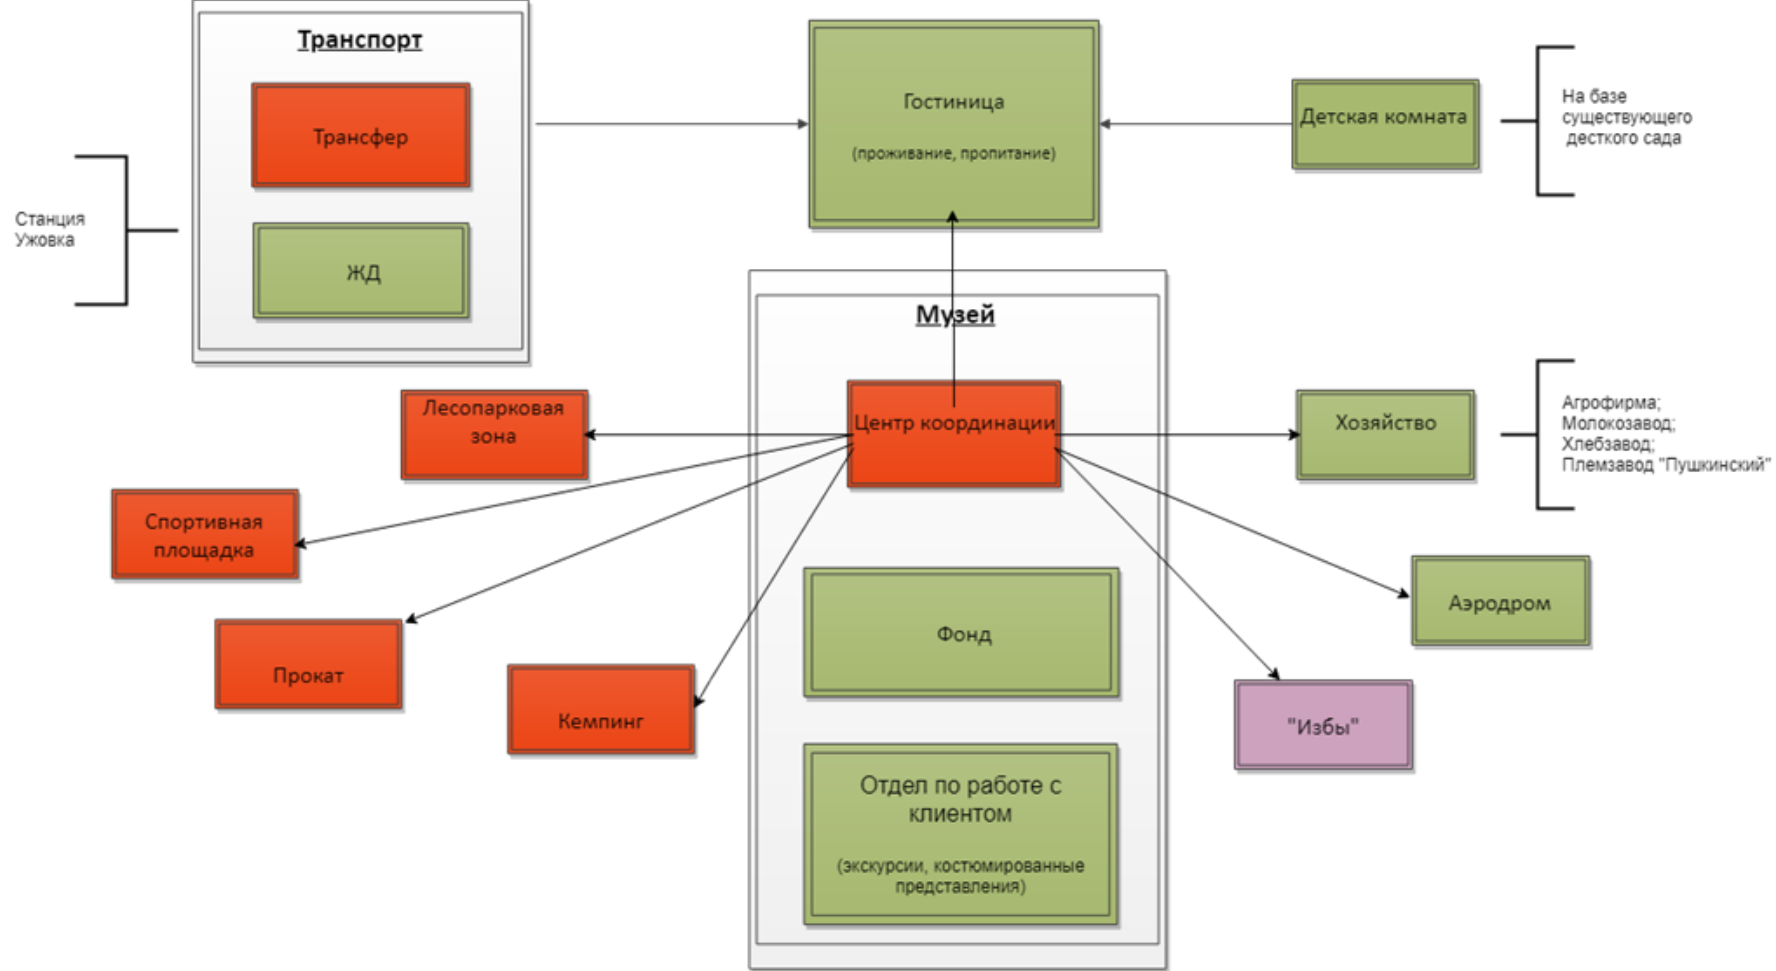 Транспорт
Трансфер
ЖД
Станция
Ужовка
Гостиница
(проживание, пропитание)
Детская комната
На базе
существующего
десткого сада
Музей
Центр координации
Лесопарковая
зона
Спортивная
площадка
Прокат
Кемпинг
Хозяйство
Агрофирма;
Молокозавод;
Хлебзавод;
Племзавод "Пушкинский"
Аэродром
"Избы"
Фонд
Отдел по работе с
клиентом
(экскурсии, костюмированные
представления)